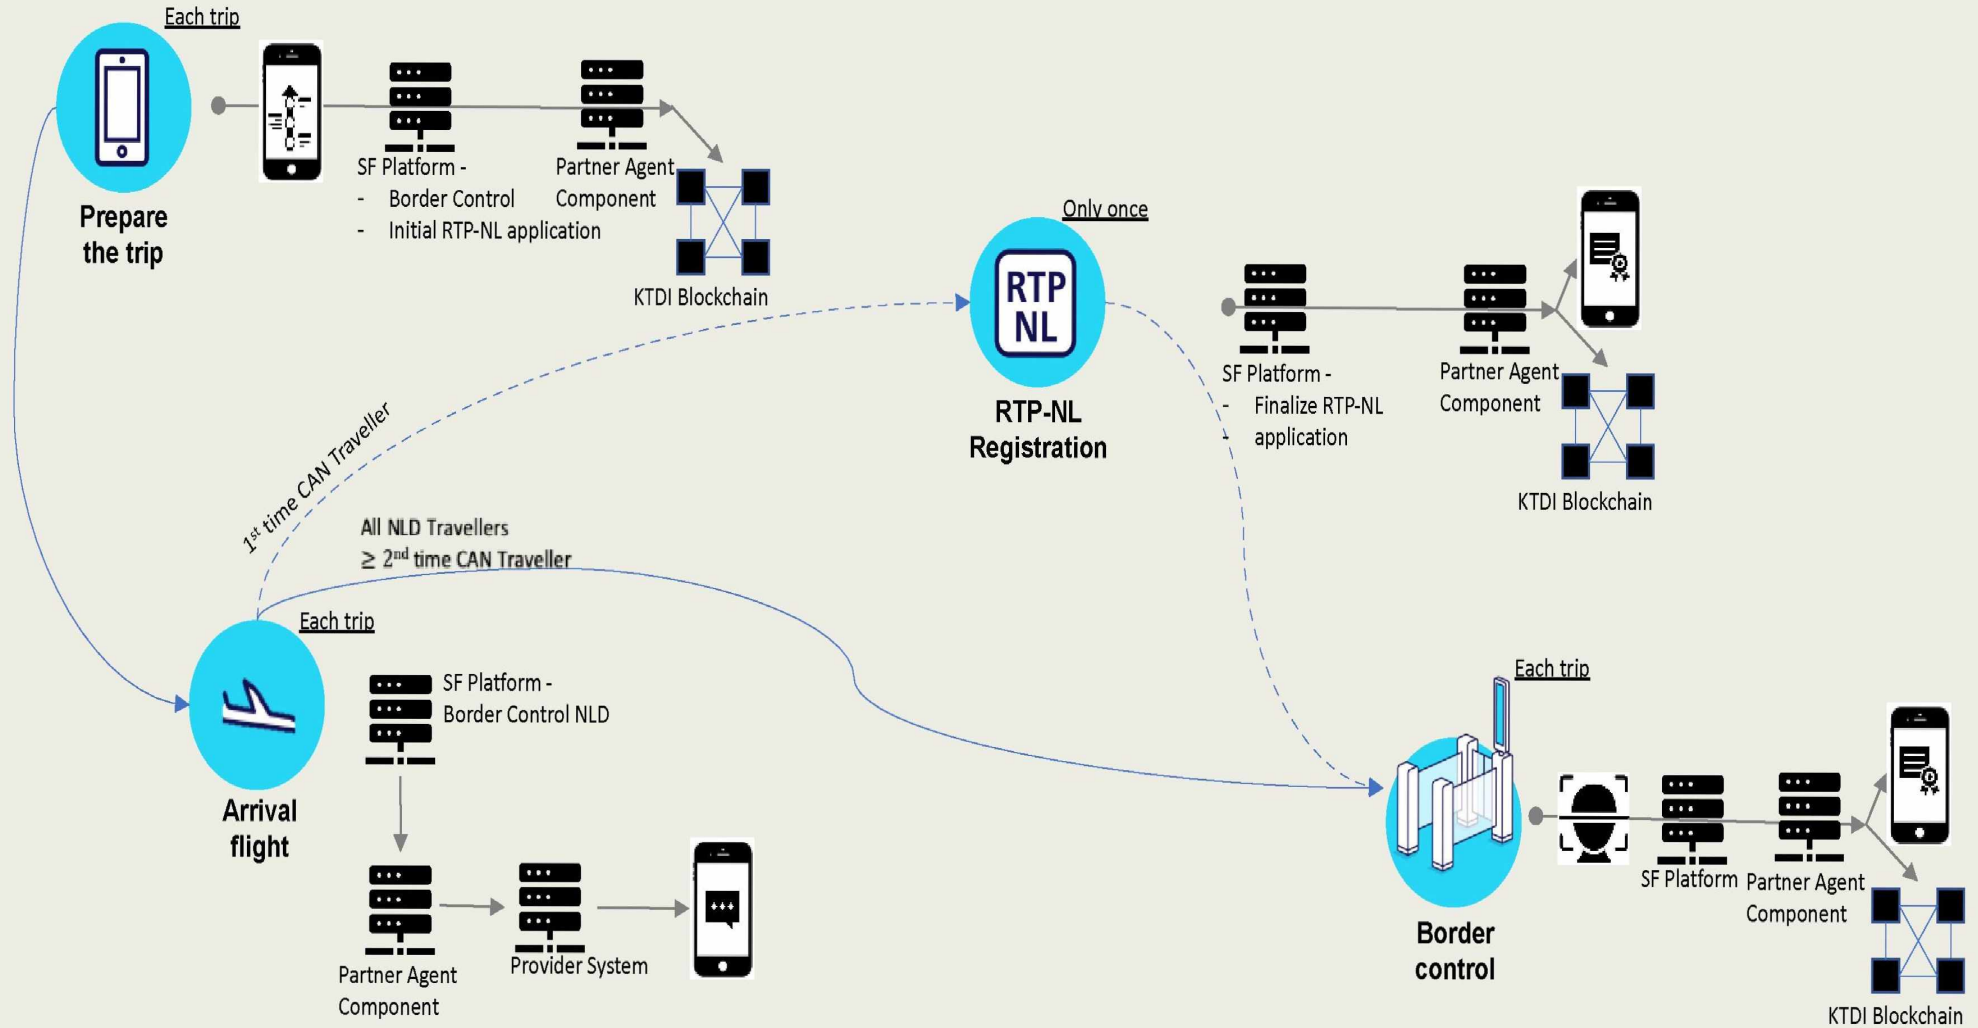 Each trip
Prepare
the trip
SF Platform -
- Border Control
- Initial RTP-NL application
Partner Agent
Component
KTDI Blockchain
Only once
RTP
NL
RTP-NL
Registration
SF Platform -
- Finalize RTP-NL
- application
Partner Agent
Component
KTDI Blockchain
1st time CAN Traveller
All NLD Travellers
≥ 2nd time CAN Traveller
Each trip
Arrival
flight
SF Platform -
Border Control NLD
Partner Agent
Component
Provider System
Each trip
Border
control
SF Platform
Partner Agent
Component
KTDI Blockchain